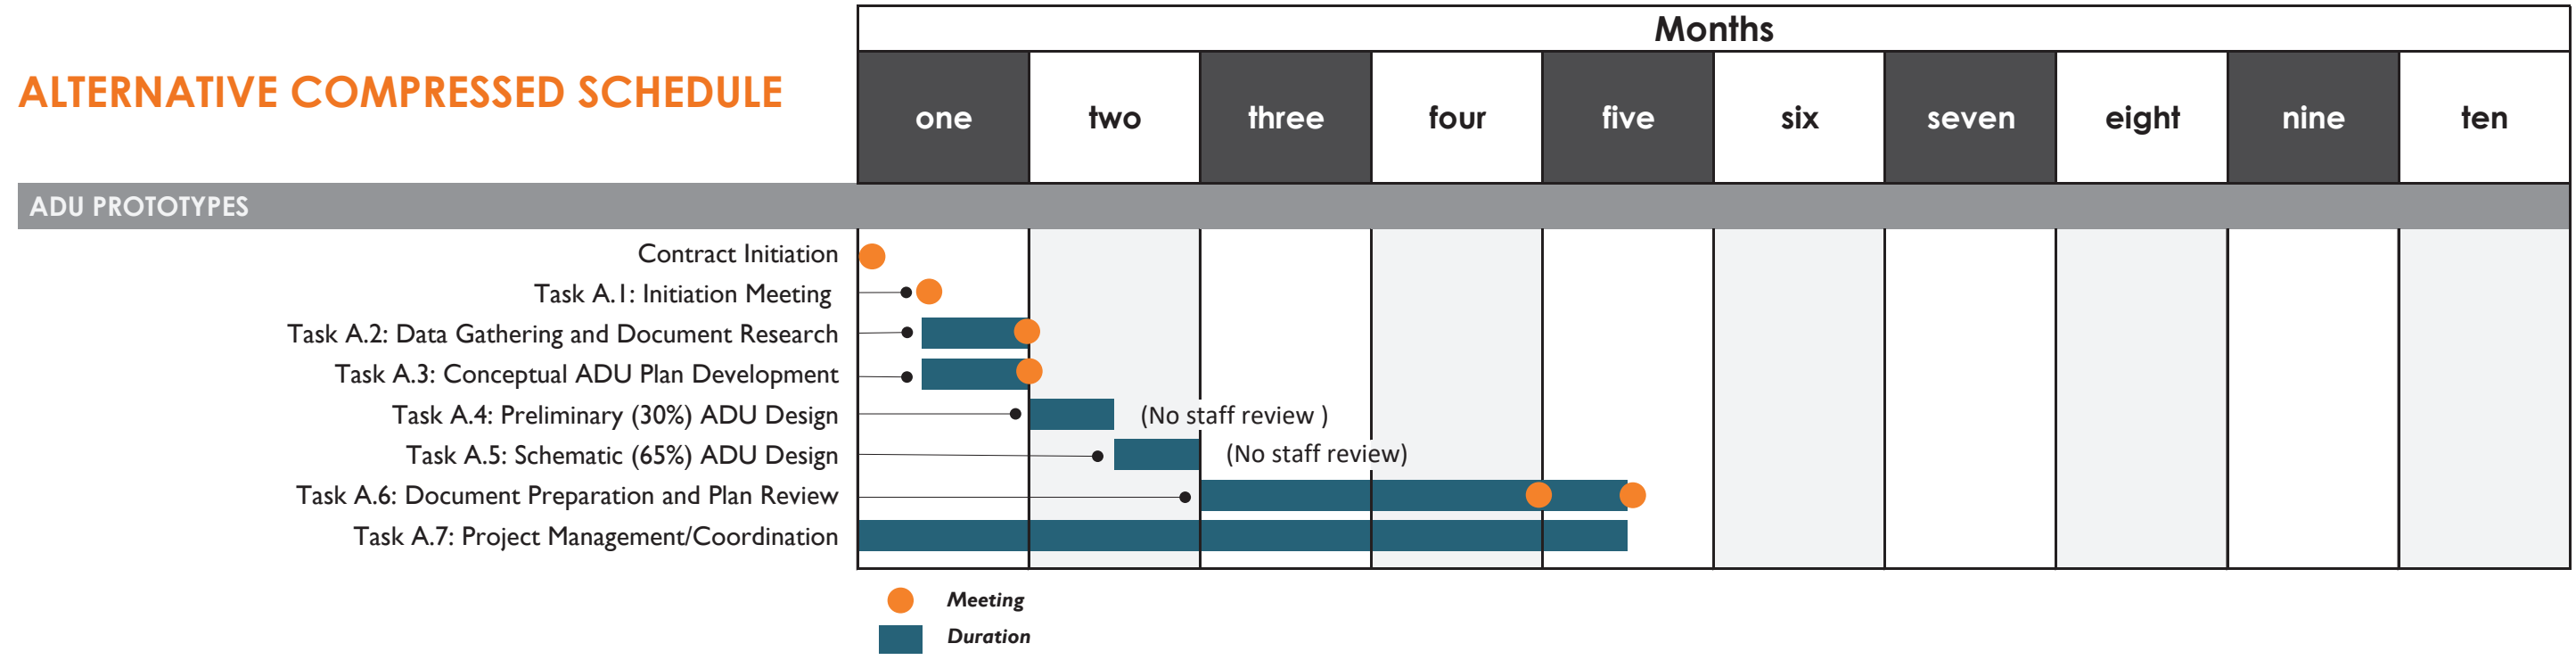 Months
ALTERNATIVE COMPRESSED SCHEDULE
one two three four five six seven eight nine ten
ADU PROTOTYPES
Contract Initiation
Task A.1: Initiation Meeting
Task A.2: Data Gathering and Document Research
Task A.3: Conceptual ADU Plan Development
Task A.4: Preliminary (30%) ADU Design (No staff review )
Task A.5: Schematic (65%) ADU Design (No staff review)
Task A.6: Document Preparation and Plan Review
Task A.7: Project Management/Coordination
Meeting
Duration